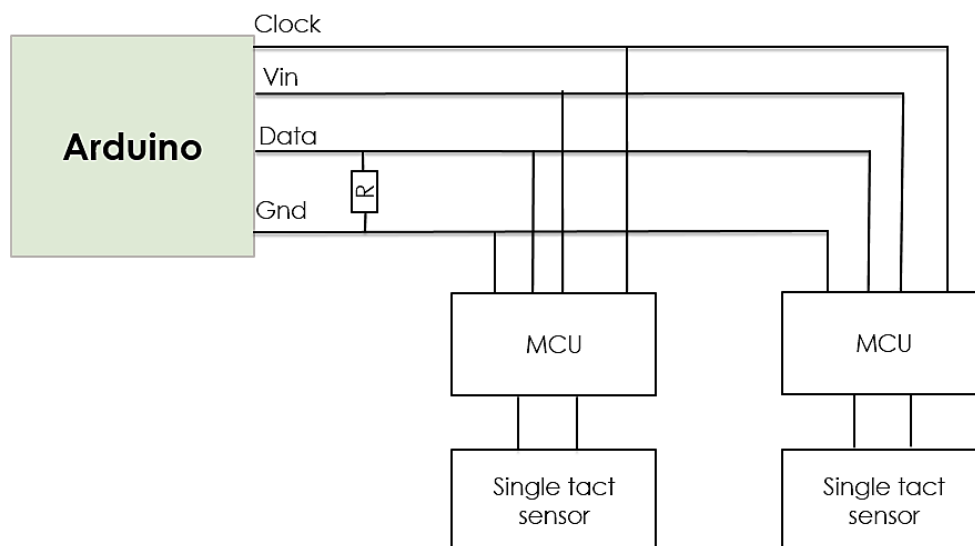 Clock
Vin
Arduino
Data
R
Gnd
MCU
MCU
Single tact
sensor
Single tact
sensor